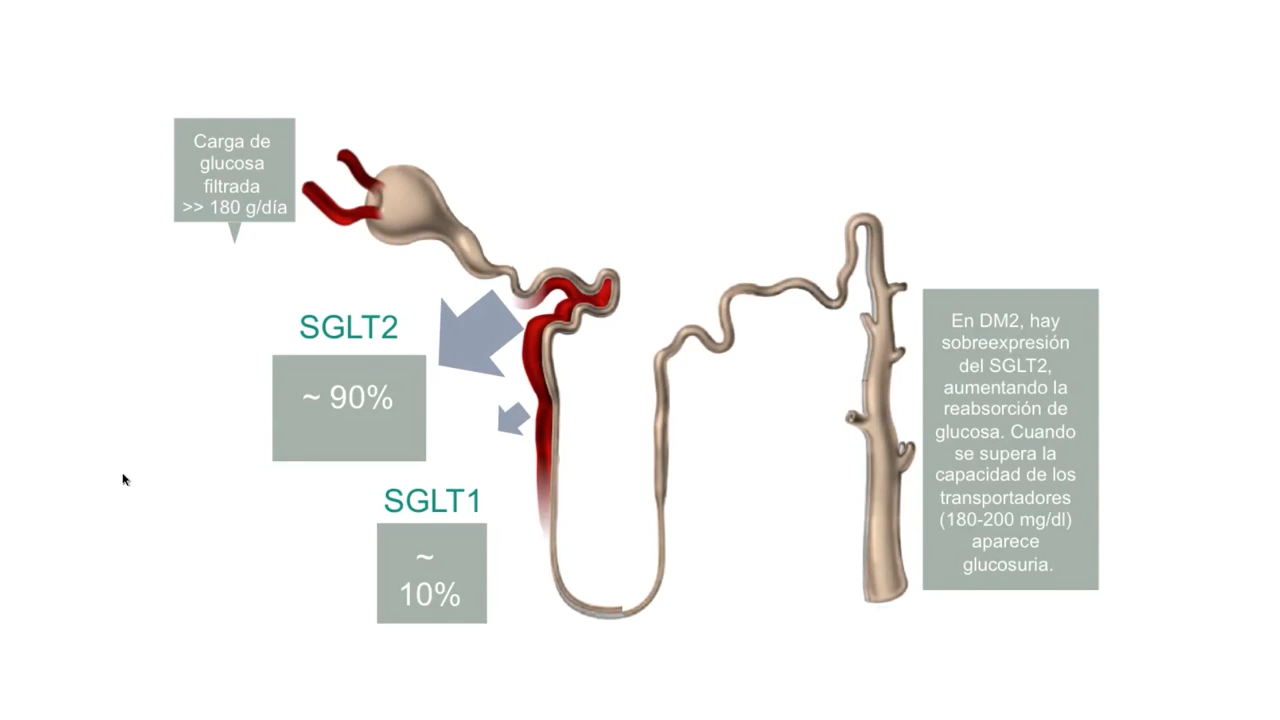 Carga de
glucosa
filtrada
>> 180 g/día
SGLT2
~ 90%
SGLT1
~
10%
En DM2, hay
sobreexpresión
del SGLT2,
aumentando la
reabsorción de
glucosa. Cuando
se supera la
capacidad de los
transportadores
(180-200 mg/dl)
aparece
glucosuria.